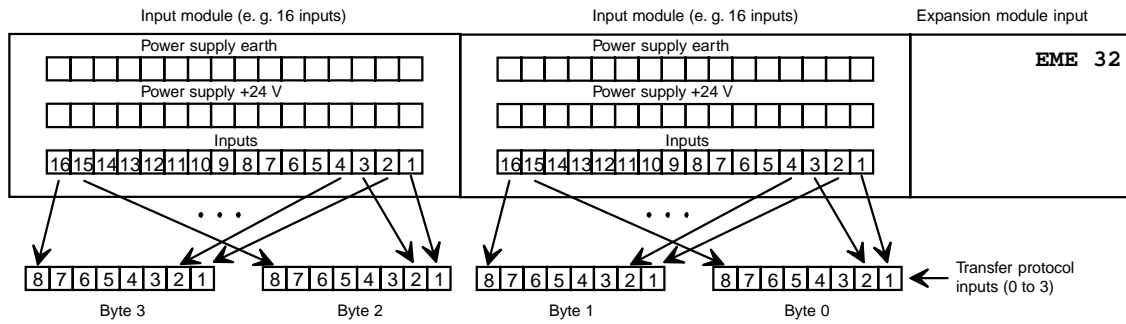 Input module (e. g. 16 inputs) Input module (e. g. 16 inputs) Expansion module input
Power supply earth Power supply earth
EME 32
Power supply +24 V Power supply +24 V
Inputs Inputs
16 15 14 13 12 11 10 9 8 7 6 5 4 3 2 1 16 15 14 13 12 11 10 9 8 7 6 5 4 3 2 1
. . . . . .
8 7 6 5 4 3 2 1 8 7 6 5 4 3 2 1 8 7 6 5 4 3 2 1 8 7 6 5 4 3 2 1
Transfer protocol
inputs (0 to 3)
Byte 3 Byte 2 Byte 1 Byte 0